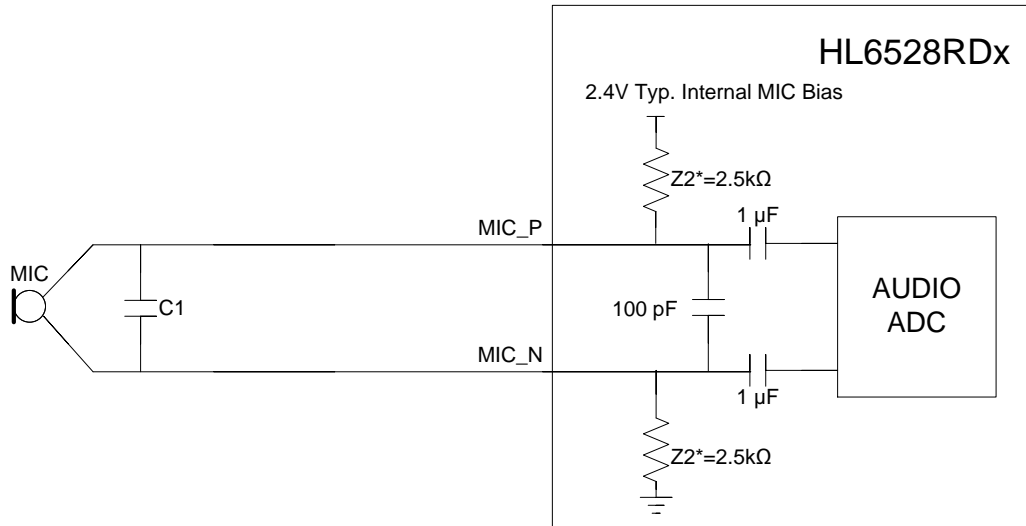 HL6528RDx
2.4V Typ. Internal MIC Bias
Z2*=2.5kΩ
1 µF
MIC_P
MIC
C1
100 pF
AUDIO
ADC
MIC_N
1 µF
Z2*=2.5kΩ